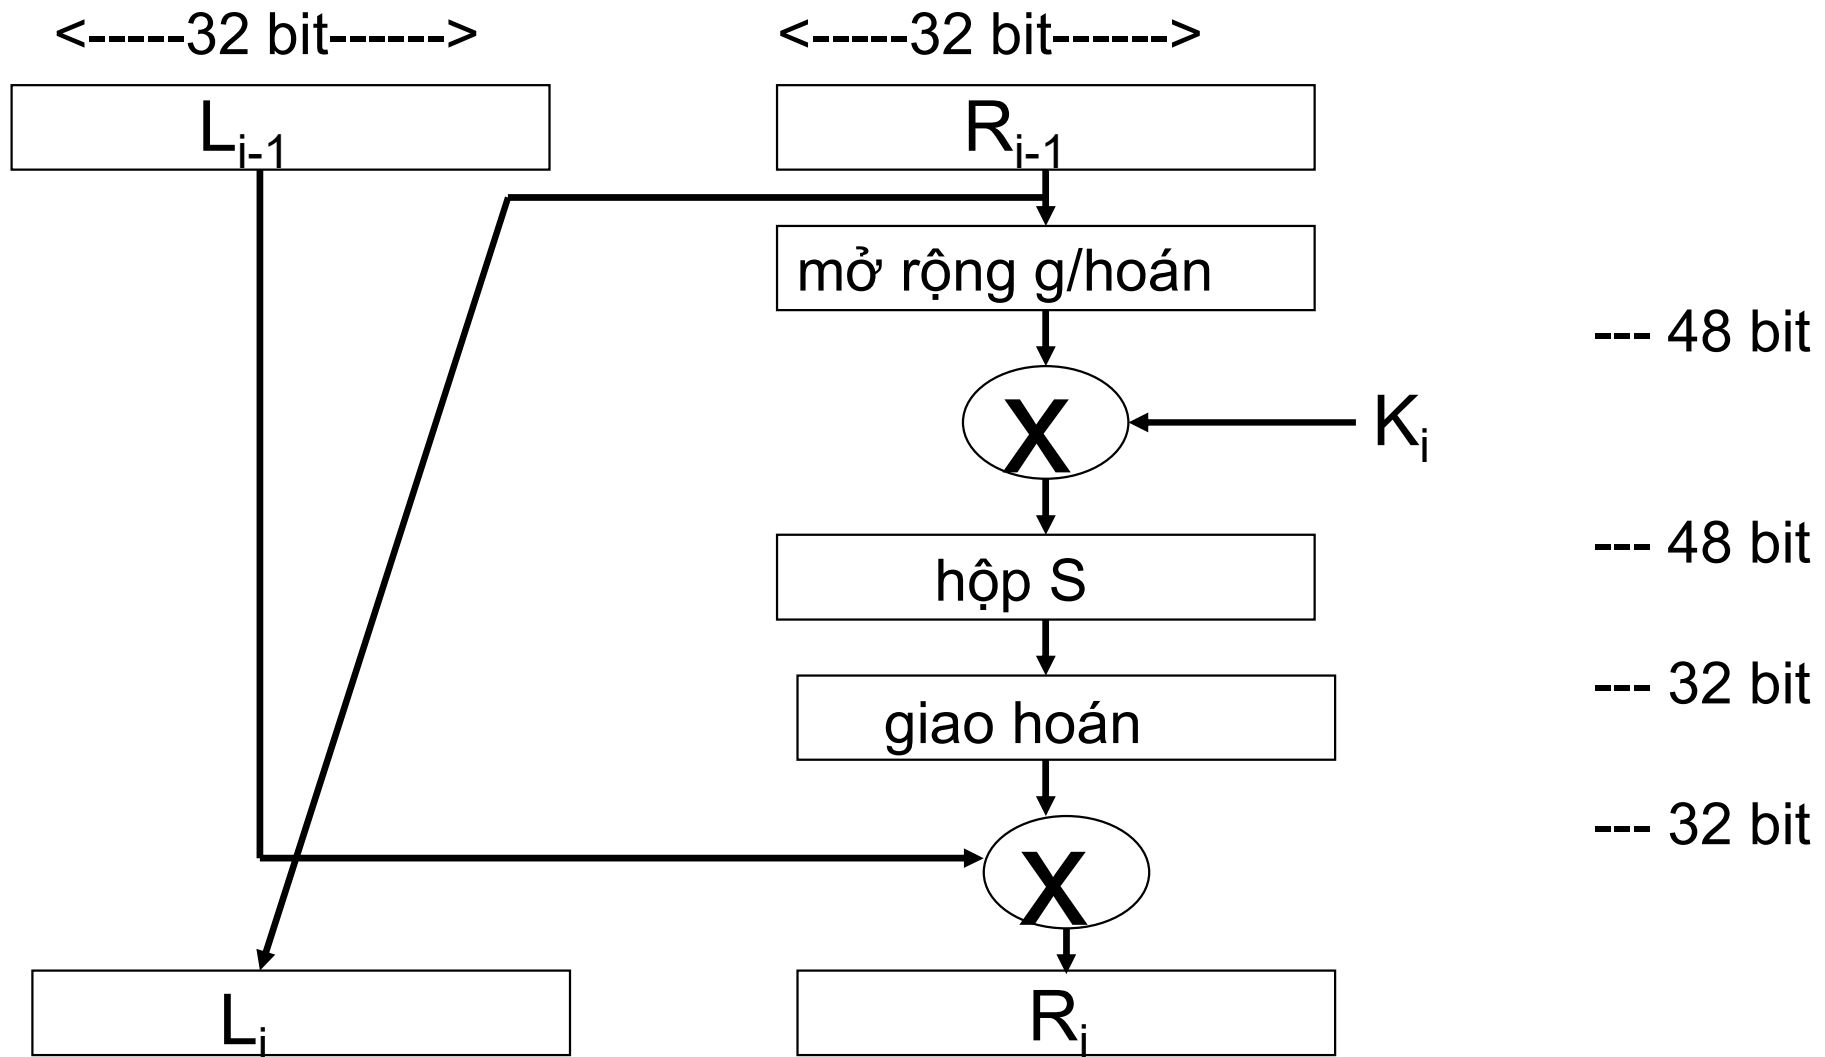 <-----32 bit------> <-----32 bit------>
Li-1 Ri-1
mở rộng g/hoán
--- 48 bit
X Ki
--- 48 bit
hộp S
--- 32 bit
giao hoán
--- 32 bit
X
Li Ri